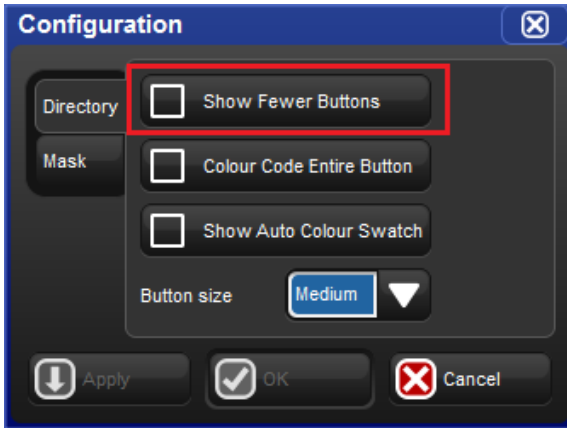 Configuration
Directory
Show Fewer Buttons
Mask
Colour Code Entire Button
Show Auto Colour Swatch
Button size
Medium
Apply
OK
Cancel